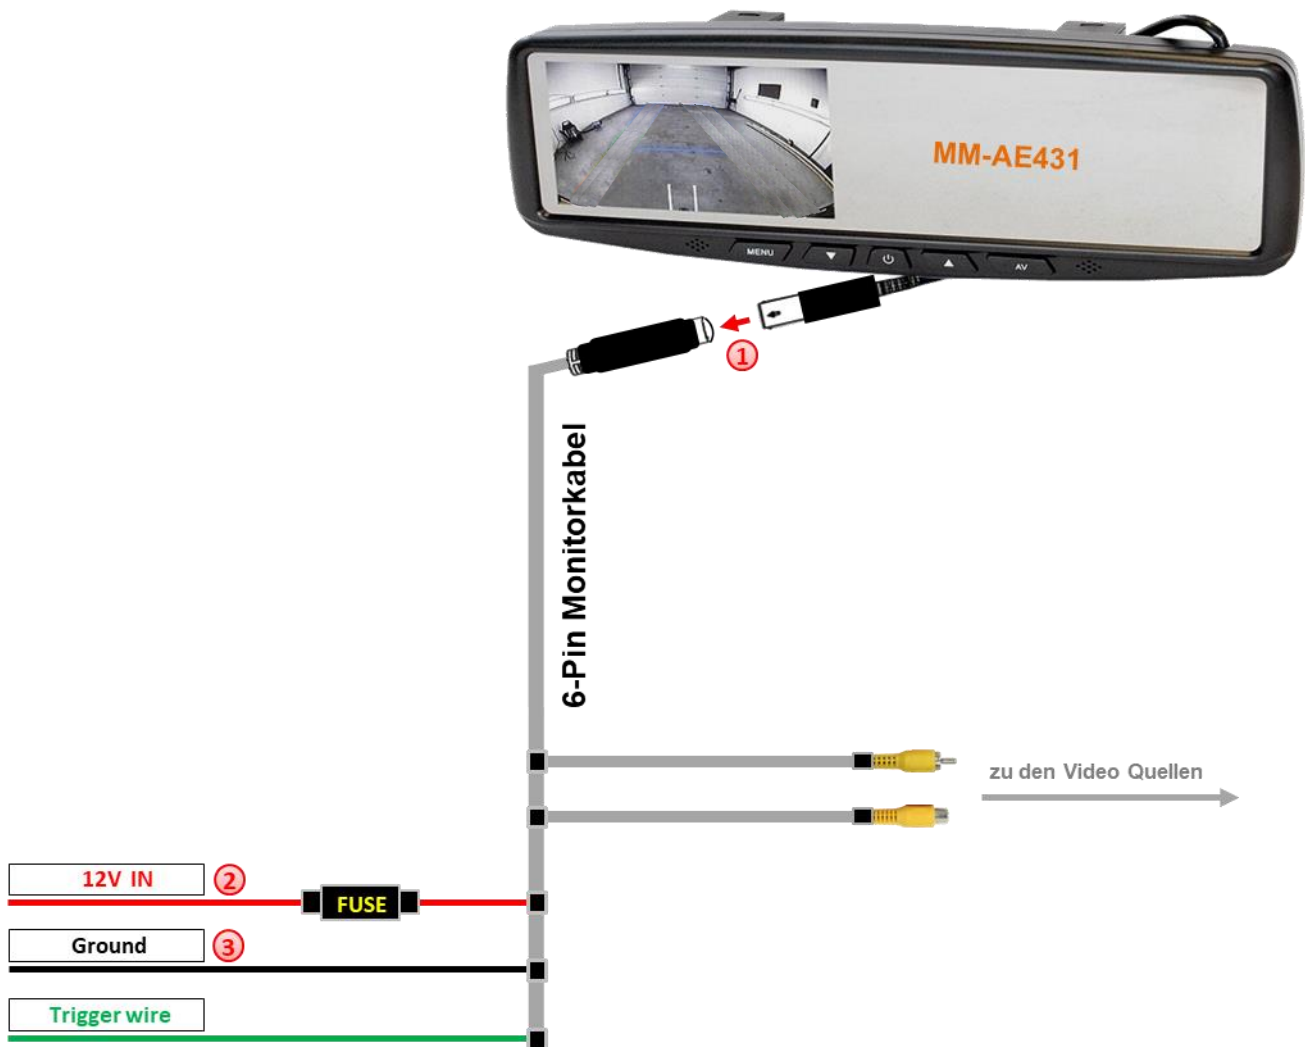 MM-AE431
MENU
AV
1
6-Pin Monitorkabel
zu den Video Quellen
12V IN
2
FUSE
Ground
3
Trigger wire